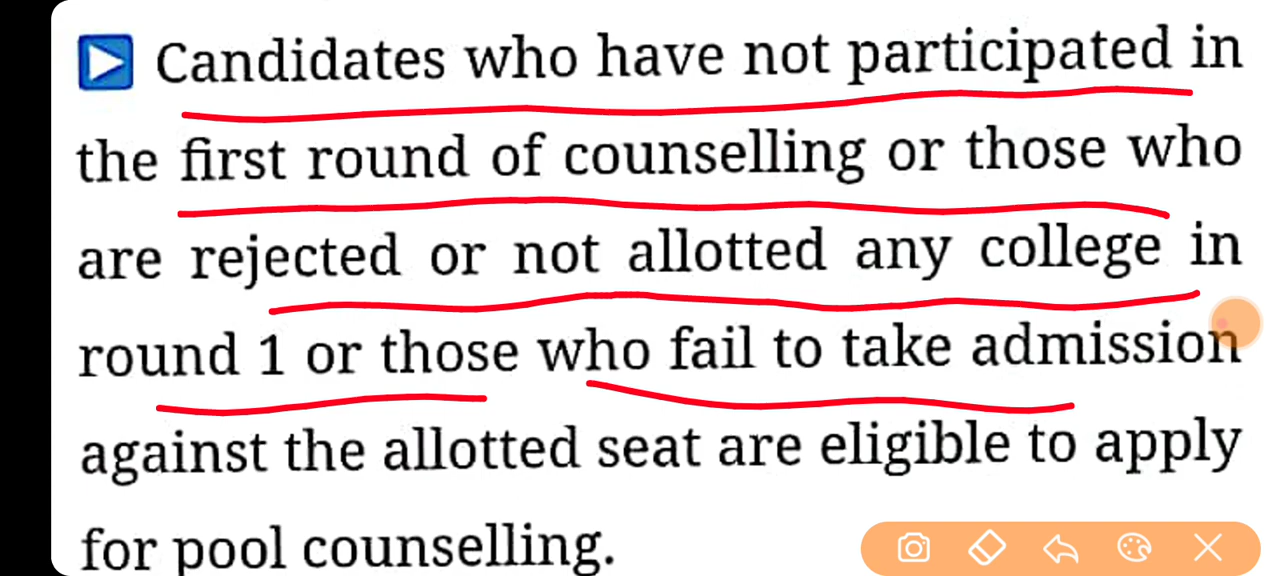 Candidates who have not participated in
the first round of counselling or those who
are rejected or not allotted any college in
round 1 or those who fail to take admission
against the allotted seat are eligible to apply
for pool counselling.